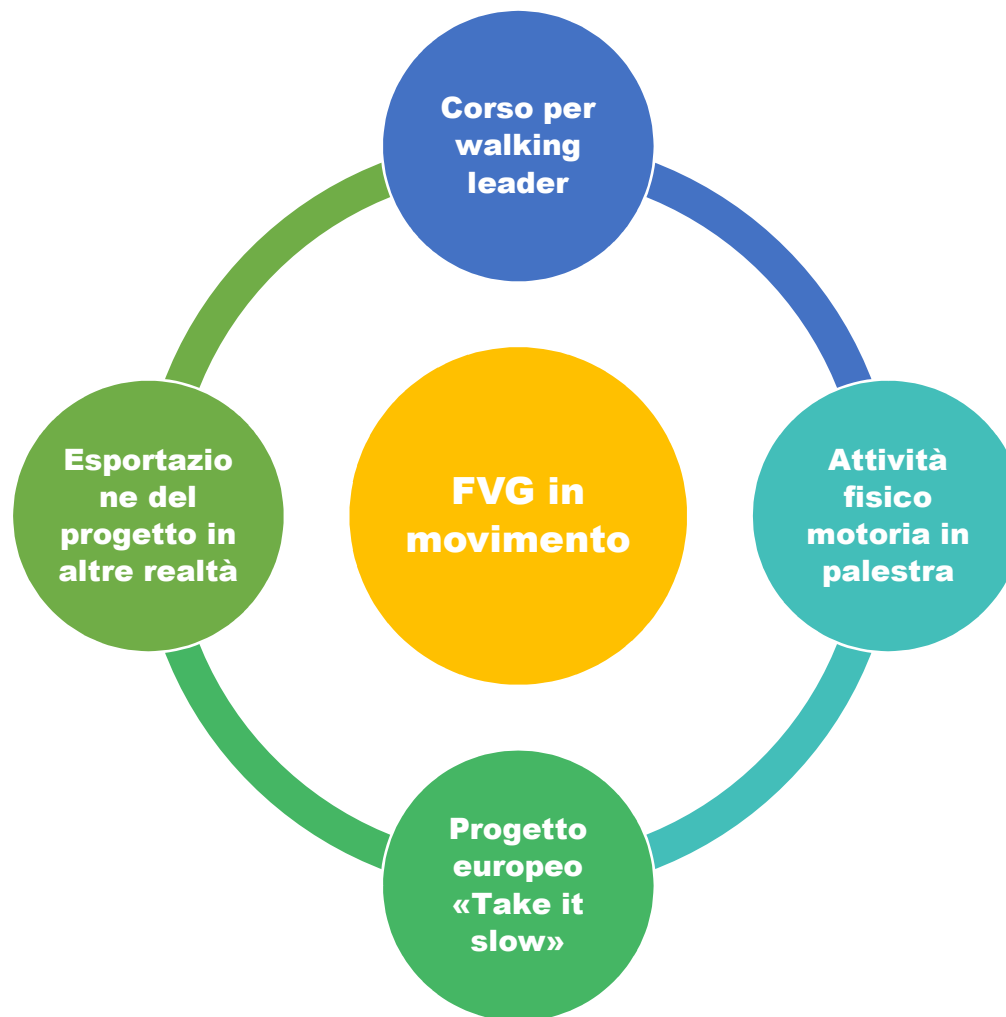 Corso per
walking
leader
Esportazio
ne del
progetto in
altre realtà
FVG in
movimento
Attività
fisico
motoria in
palestra
Progetto
europeo
«Take it
slow»